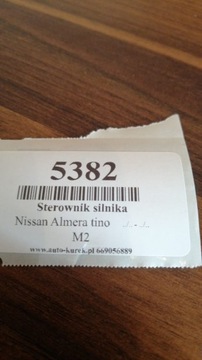 5382
Sterownik silnika
Nissan Almera tino
M2
www.auto-kurek.pl 669056889